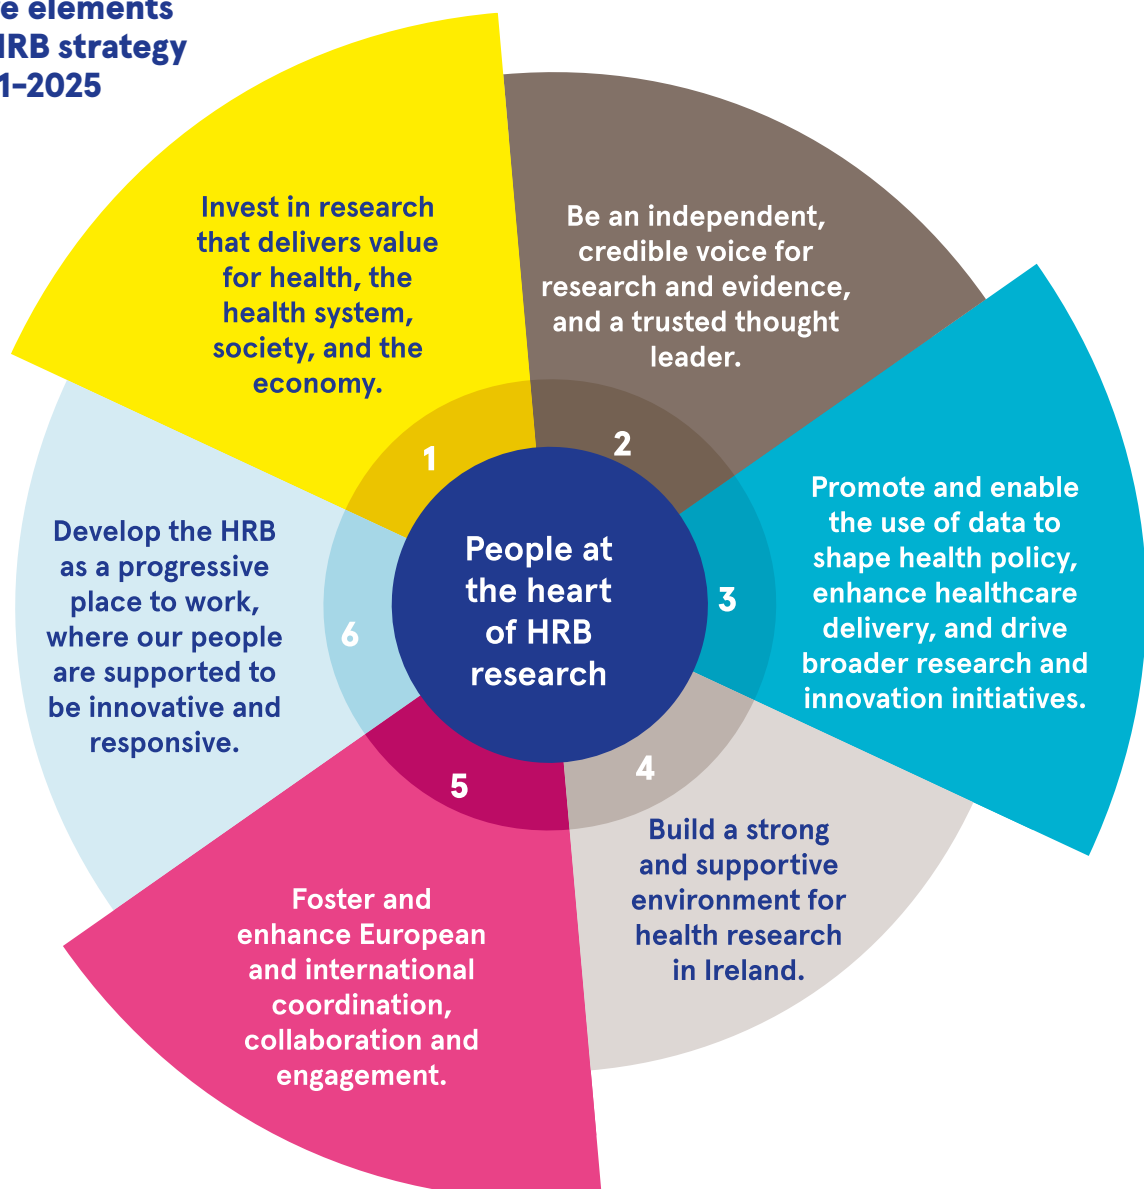 e elements
HRB strategy
1–2025
Invest in research
that delivers value
for health, the
health system,
society, and the
economy.
1
Be an independent,
credible voice for
research and evidence,
and a trusted thought
leader.
2
Promote and enable
the use of data to
shape health policy,
enhance healthcare
delivery, and drive
broader research and
innovation initiatives.
3
Build a strong
and supportive
environment for
health research
in Ireland.
4
Foster and
enhance European
and international
coordination,
collaboration and
engagement.
5
Develop the HRB
as a progressive
place to work,
where our people
are supported to
be innovative and
responsive.
6
People at
the heart
of HRB
research